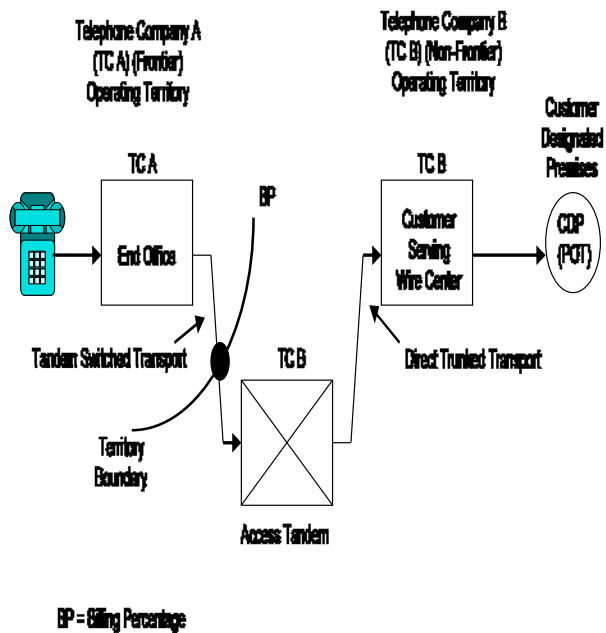 Telephone Company A
(TC A) (Frontier)
Operating Territory
Telephone Company B
(TC B) (Non-Frontier)
Operating Territory
Customer
Designated
Premises
TC A
TC B
BP
End Office
Customer
Serving
Wire Center
CDP
(POT)
Tandem Switched Transport
TC B
Direct Trunked Transport
Territory
Boundary
Access Tandem
BP = Billing Percentage